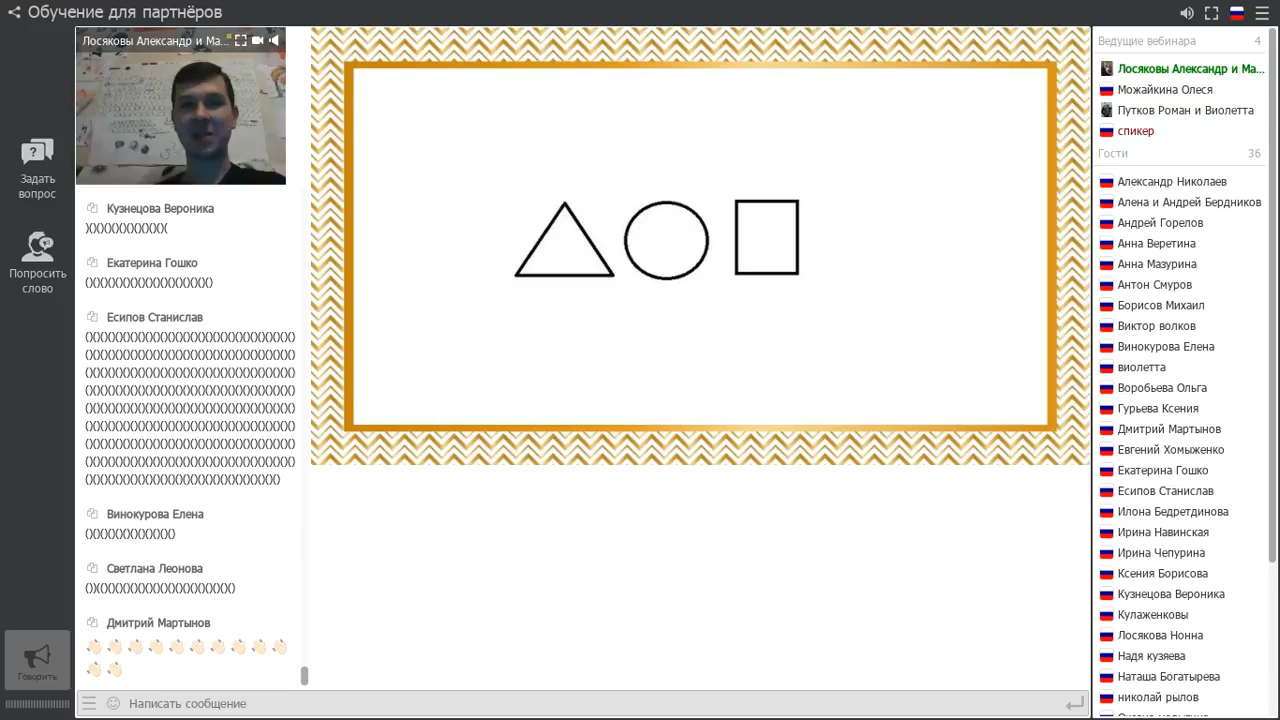 Обучение для партнёров
Лосяковы Александр и Ма...
Задать
вопрос
Попросить
слово
Говорить
Кузнецова Вероника
Екатерина Гошко
Есипов Станислав
Винокурова Елена
Светлана Леонова
Дмитрий Мартынов
Написать сообщение
Ведущие вебинара 4
Лосяковы Александр и Ма...
Можайкина Олеся
Путков Роман и Виолетта
спикер
Гости 36
Александр Николаев
Алена и Андрей Бердников
Андрей Горелов
Анна Веретина
Анна Мазурина
Антон Смуров
Борисов Михаил
Виктор волков
Винокурова Елена
виолетта
Воробьева Ольга
Гурьева Ксения
Дмитрий Мартынов
Евгений Хомыженко
Екатерина Гошко
Есипов Станислав
Илона Бедретдинова
Ирина Навинская
Ирина Чепурина
Ксения Борисова
Кузнецова Вероника
Кулаженковы
Лосякова Нонна
Надя кузяева
Наташа Богатырева
николай рылов